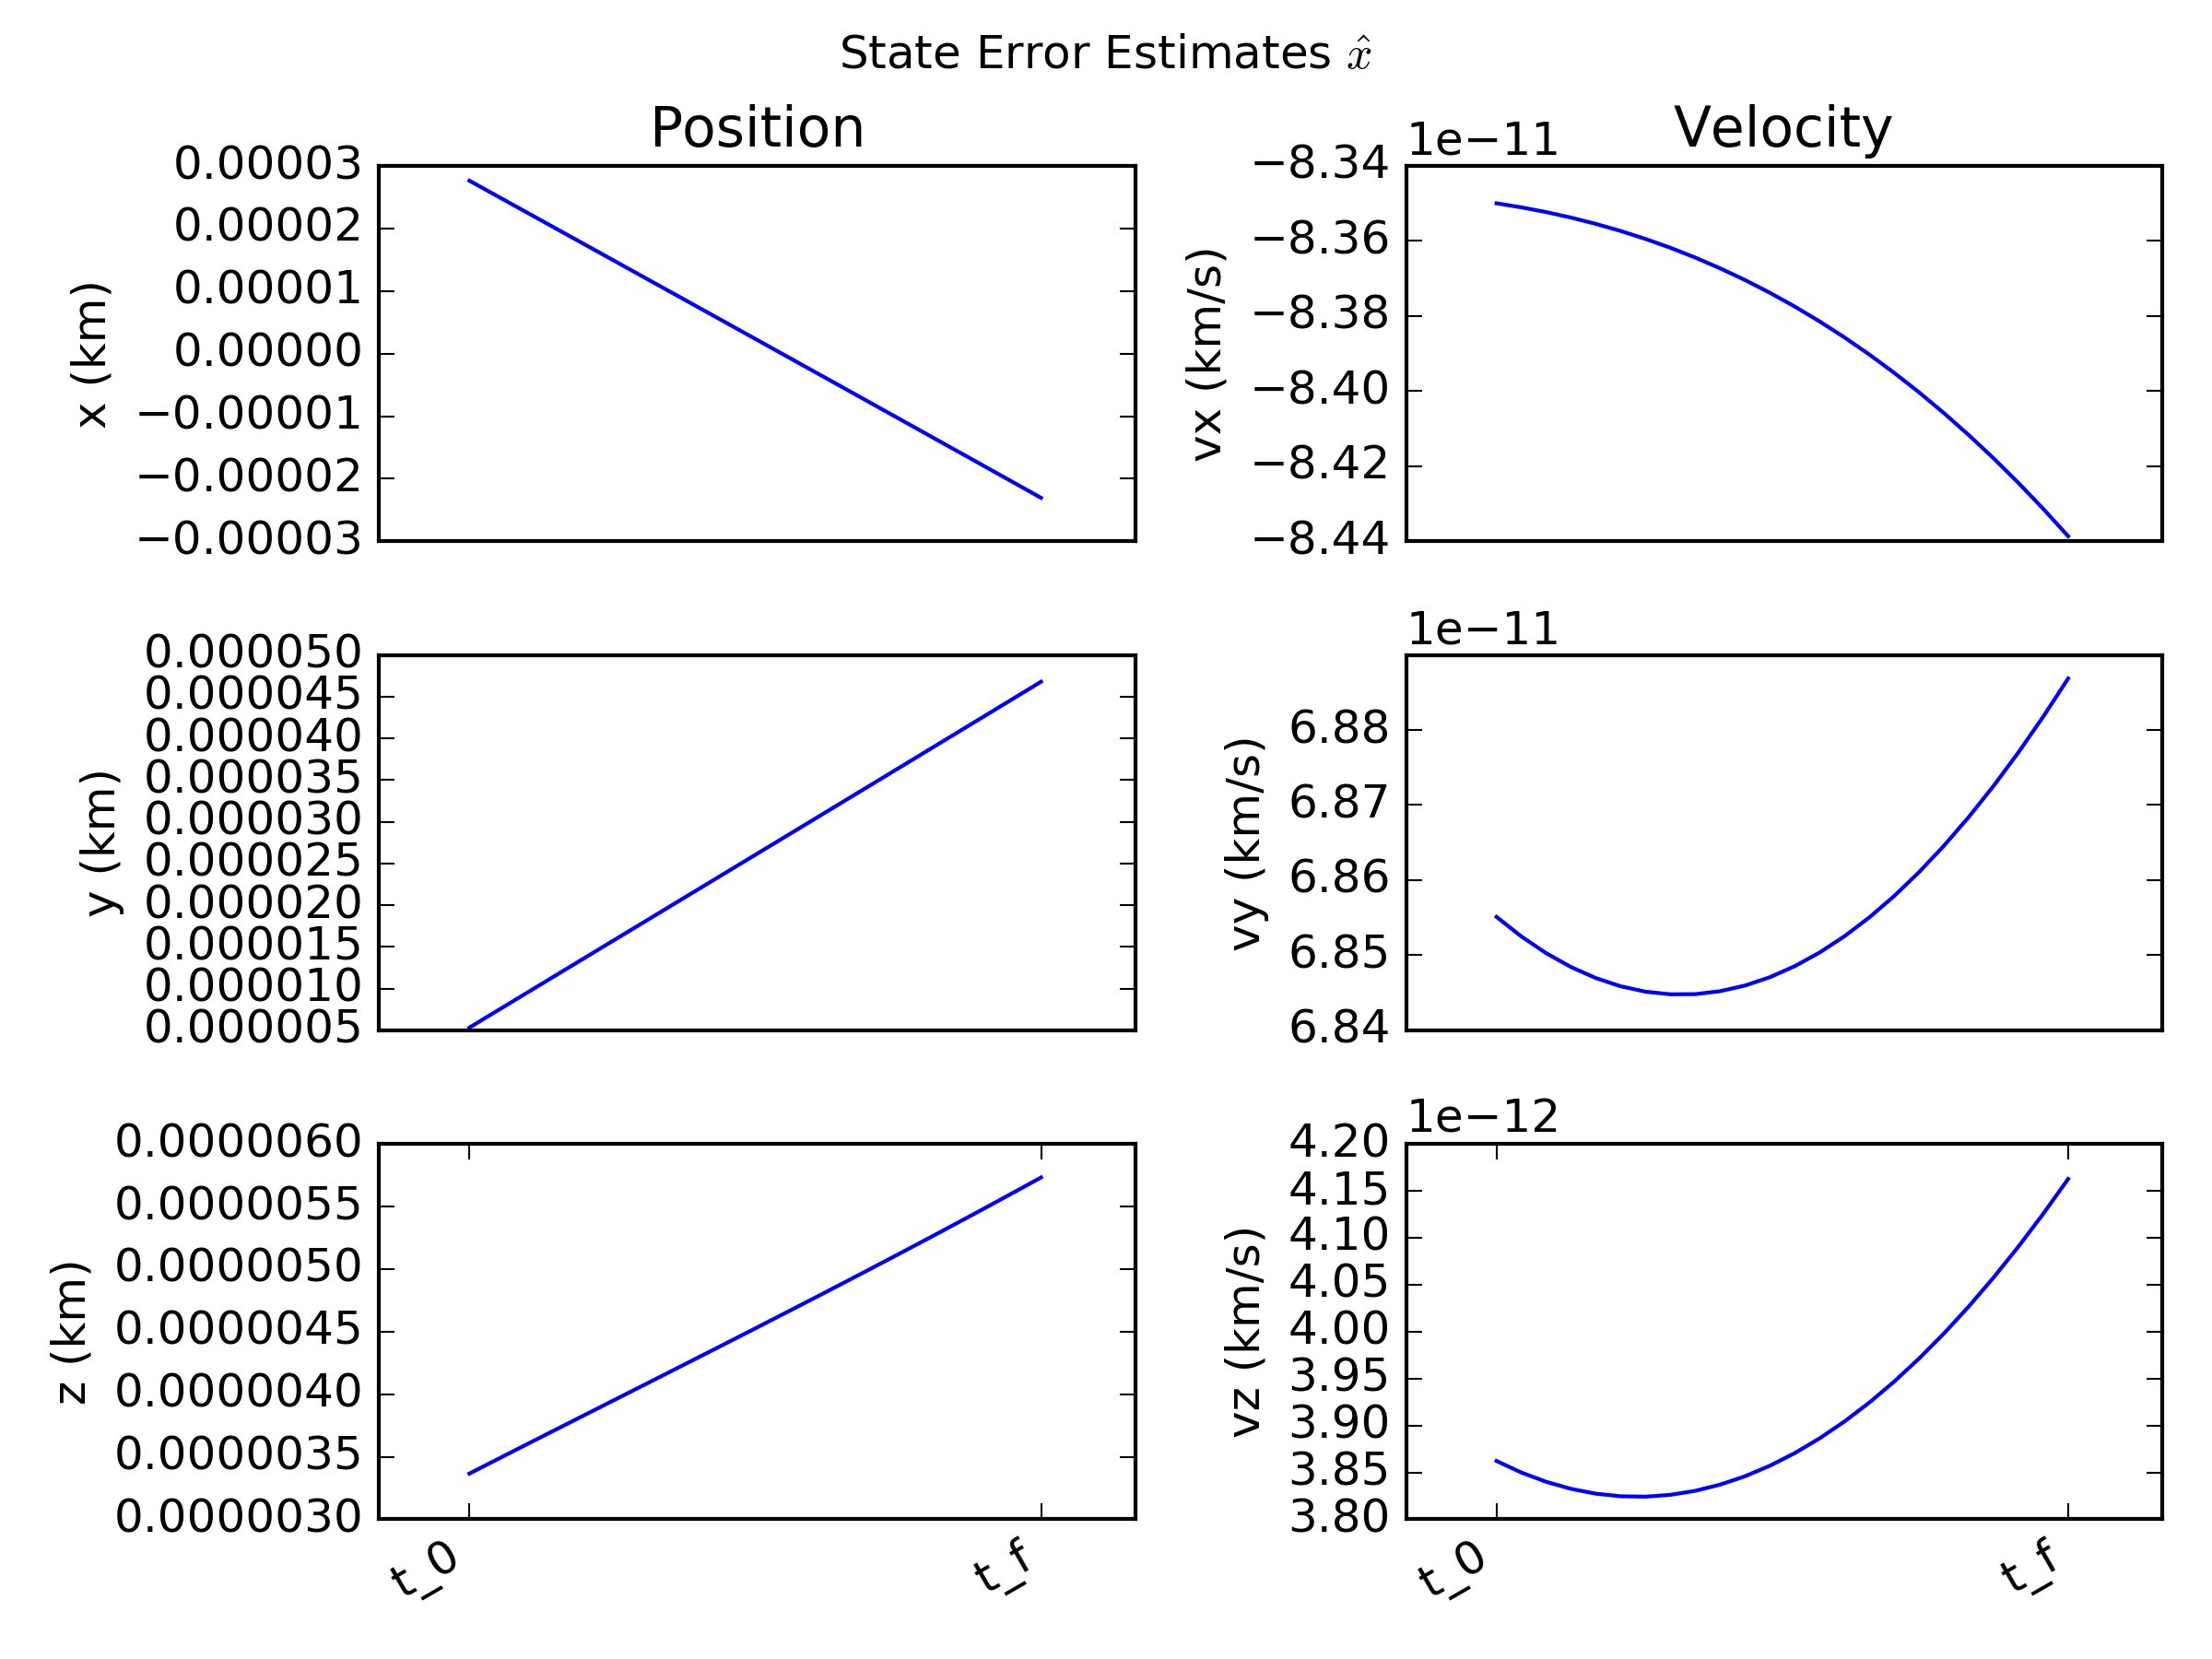 State Error Estimates x̂
Position
x (km)
0.00003
0.00002
0.00001
0.00000
−0.00001
−0.00002
−0.00003
Velocity
1e−11
vx (km/s)
−8.34
−8.36
−8.38
−8.40
−8.42
−8.44
y (km)
0.000050
0.000045
0.000040
0.000035
0.000030
0.000025
0.000020
0.000015
0.000010
0.000005
1e−11
vy (km/s)
6.88
6.87
6.86
6.85
6.84
z (km)
0.0000060
0.0000055
0.0000050
0.0000045
0.0000040
0.0000035
0.0000030
t_0
t_f
1e−12
vz (km/s)
4.20
4.15
4.10
4.05
4.00
3.95
3.90
3.85
3.80
t_0
t_f